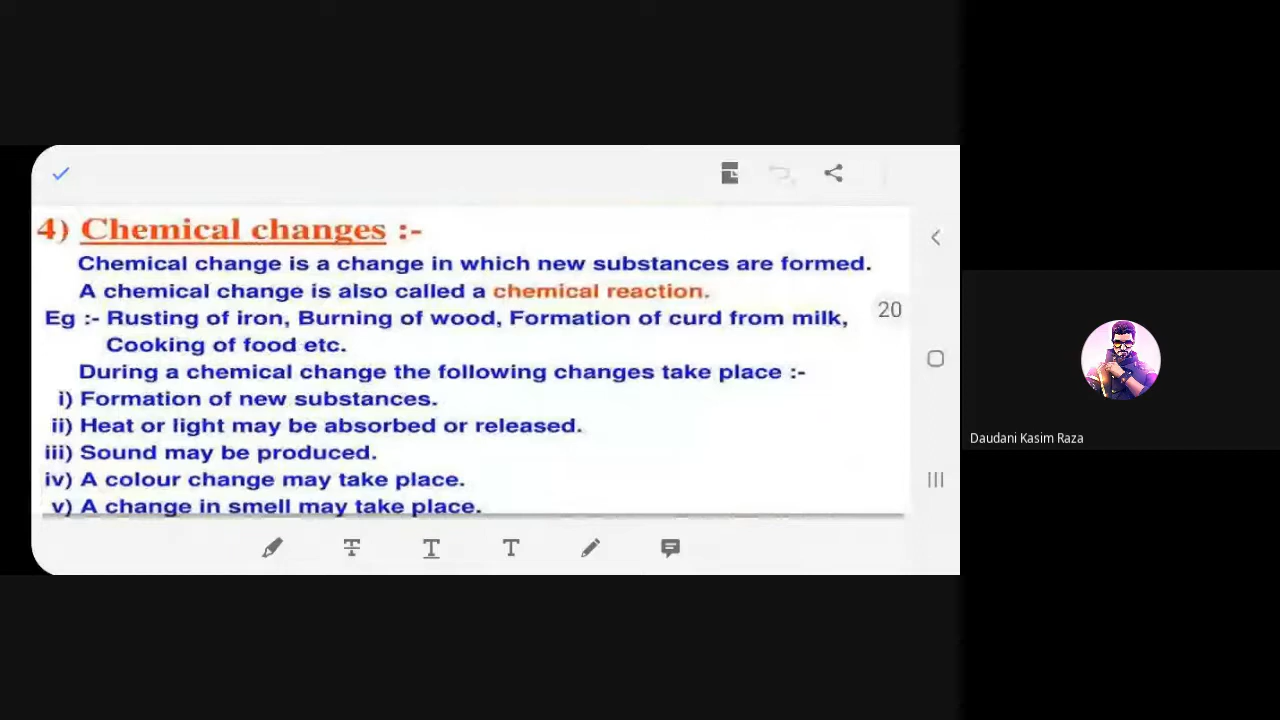 4) Chemical changes :-
Chemical change is a change in which new substances are formed.
A chemical change is also called a chemical reaction.
Eg :- Rusting of iron, Burning of wood, Formation of curd from milk,
Cooking of food etc.
During a chemical change the following changes take place :-
i) Formation of new substances.
ii) Heat or light may be absorbed or released.
iii) Sound may be produced.
iv) A colour change may take place.
v) A change in smell may take place.
20
T T T
Daudani Kasim Raza